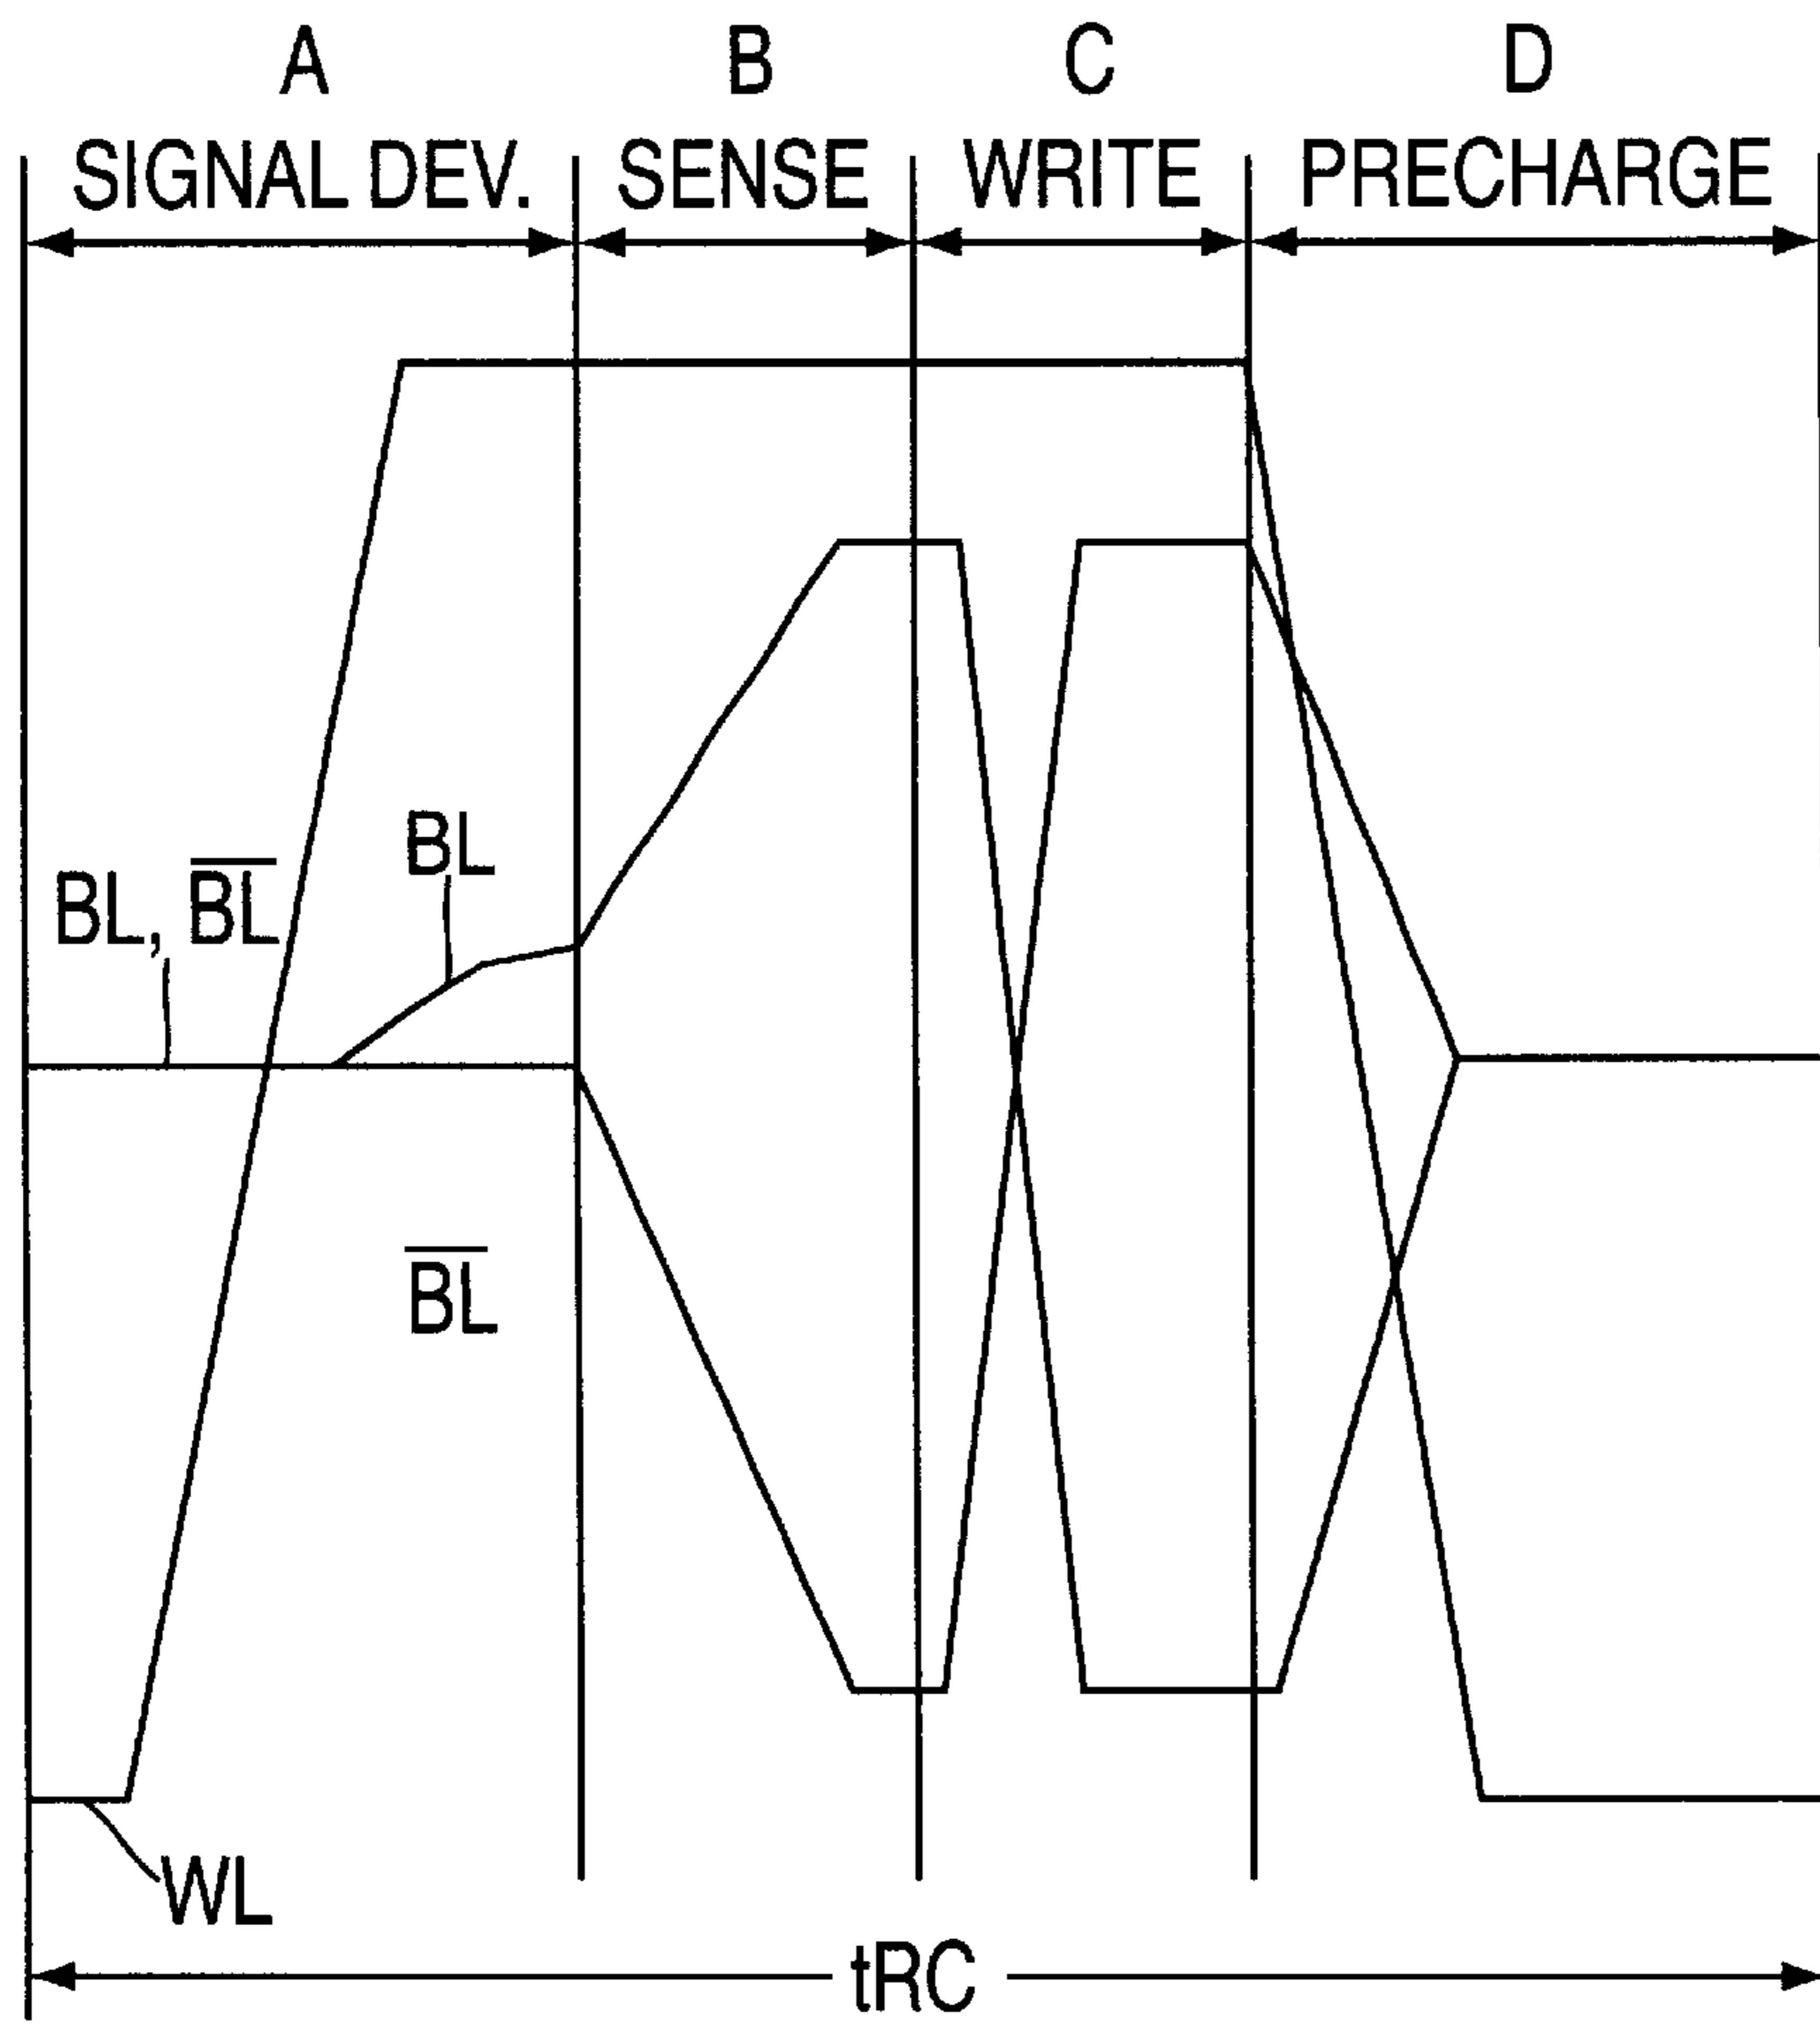 A B C D
SIGNAL DEV. SENSE WRITE PRECHARGE
BL
BL, B̅L̅
B̅L̅
WL
tRC